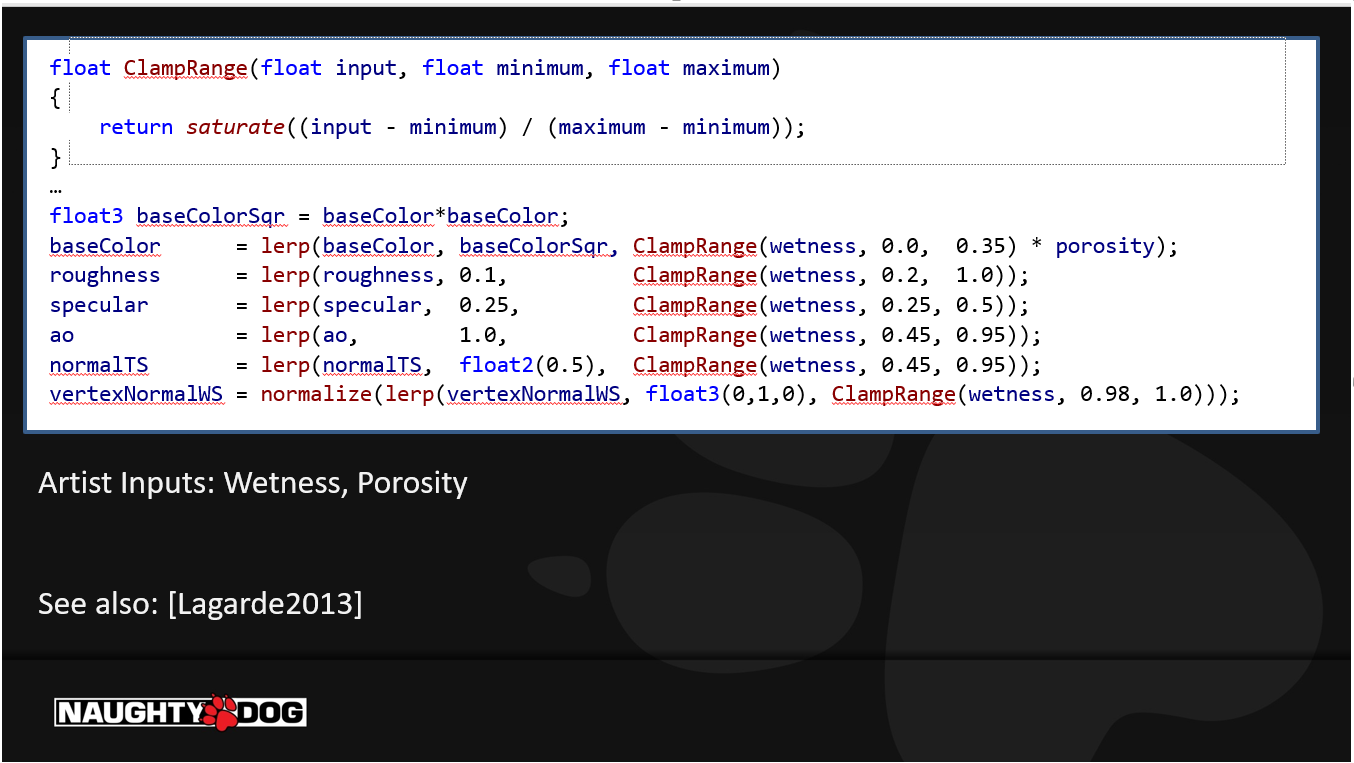 float ClampRange(float input, float minimum, float maximum)
{
return saturate((input - minimum) / (maximum - minimum));
}
…
float3 baseColorSqr = baseColor*baseColor;
baseColor = lerp(baseColor, baseColorSqr, ClampRange(wetness, 0.0, 0.35) * porosity);
roughness = lerp(roughness, 0.1, ClampRange(wetness, 0.2, 1.0));
specular = lerp(specular, 0.25, ClampRange(wetness, 0.25, 0.5));
ao = lerp(ao, 1.0, ClampRange(wetness, 0.45, 0.95));
normalTS = lerp(normalTS, float2(0.5), ClampRange(wetness, 0.45, 0.95));
vertexNormalWS = normalize(lerp(vertexNormalWS, float3(0,1,0), ClampRange(wetness, 0.98, 1.0)));
Artist Inputs: Wetness, Porosity
See also: [Lagarde2013]
NAUGHTY DOG